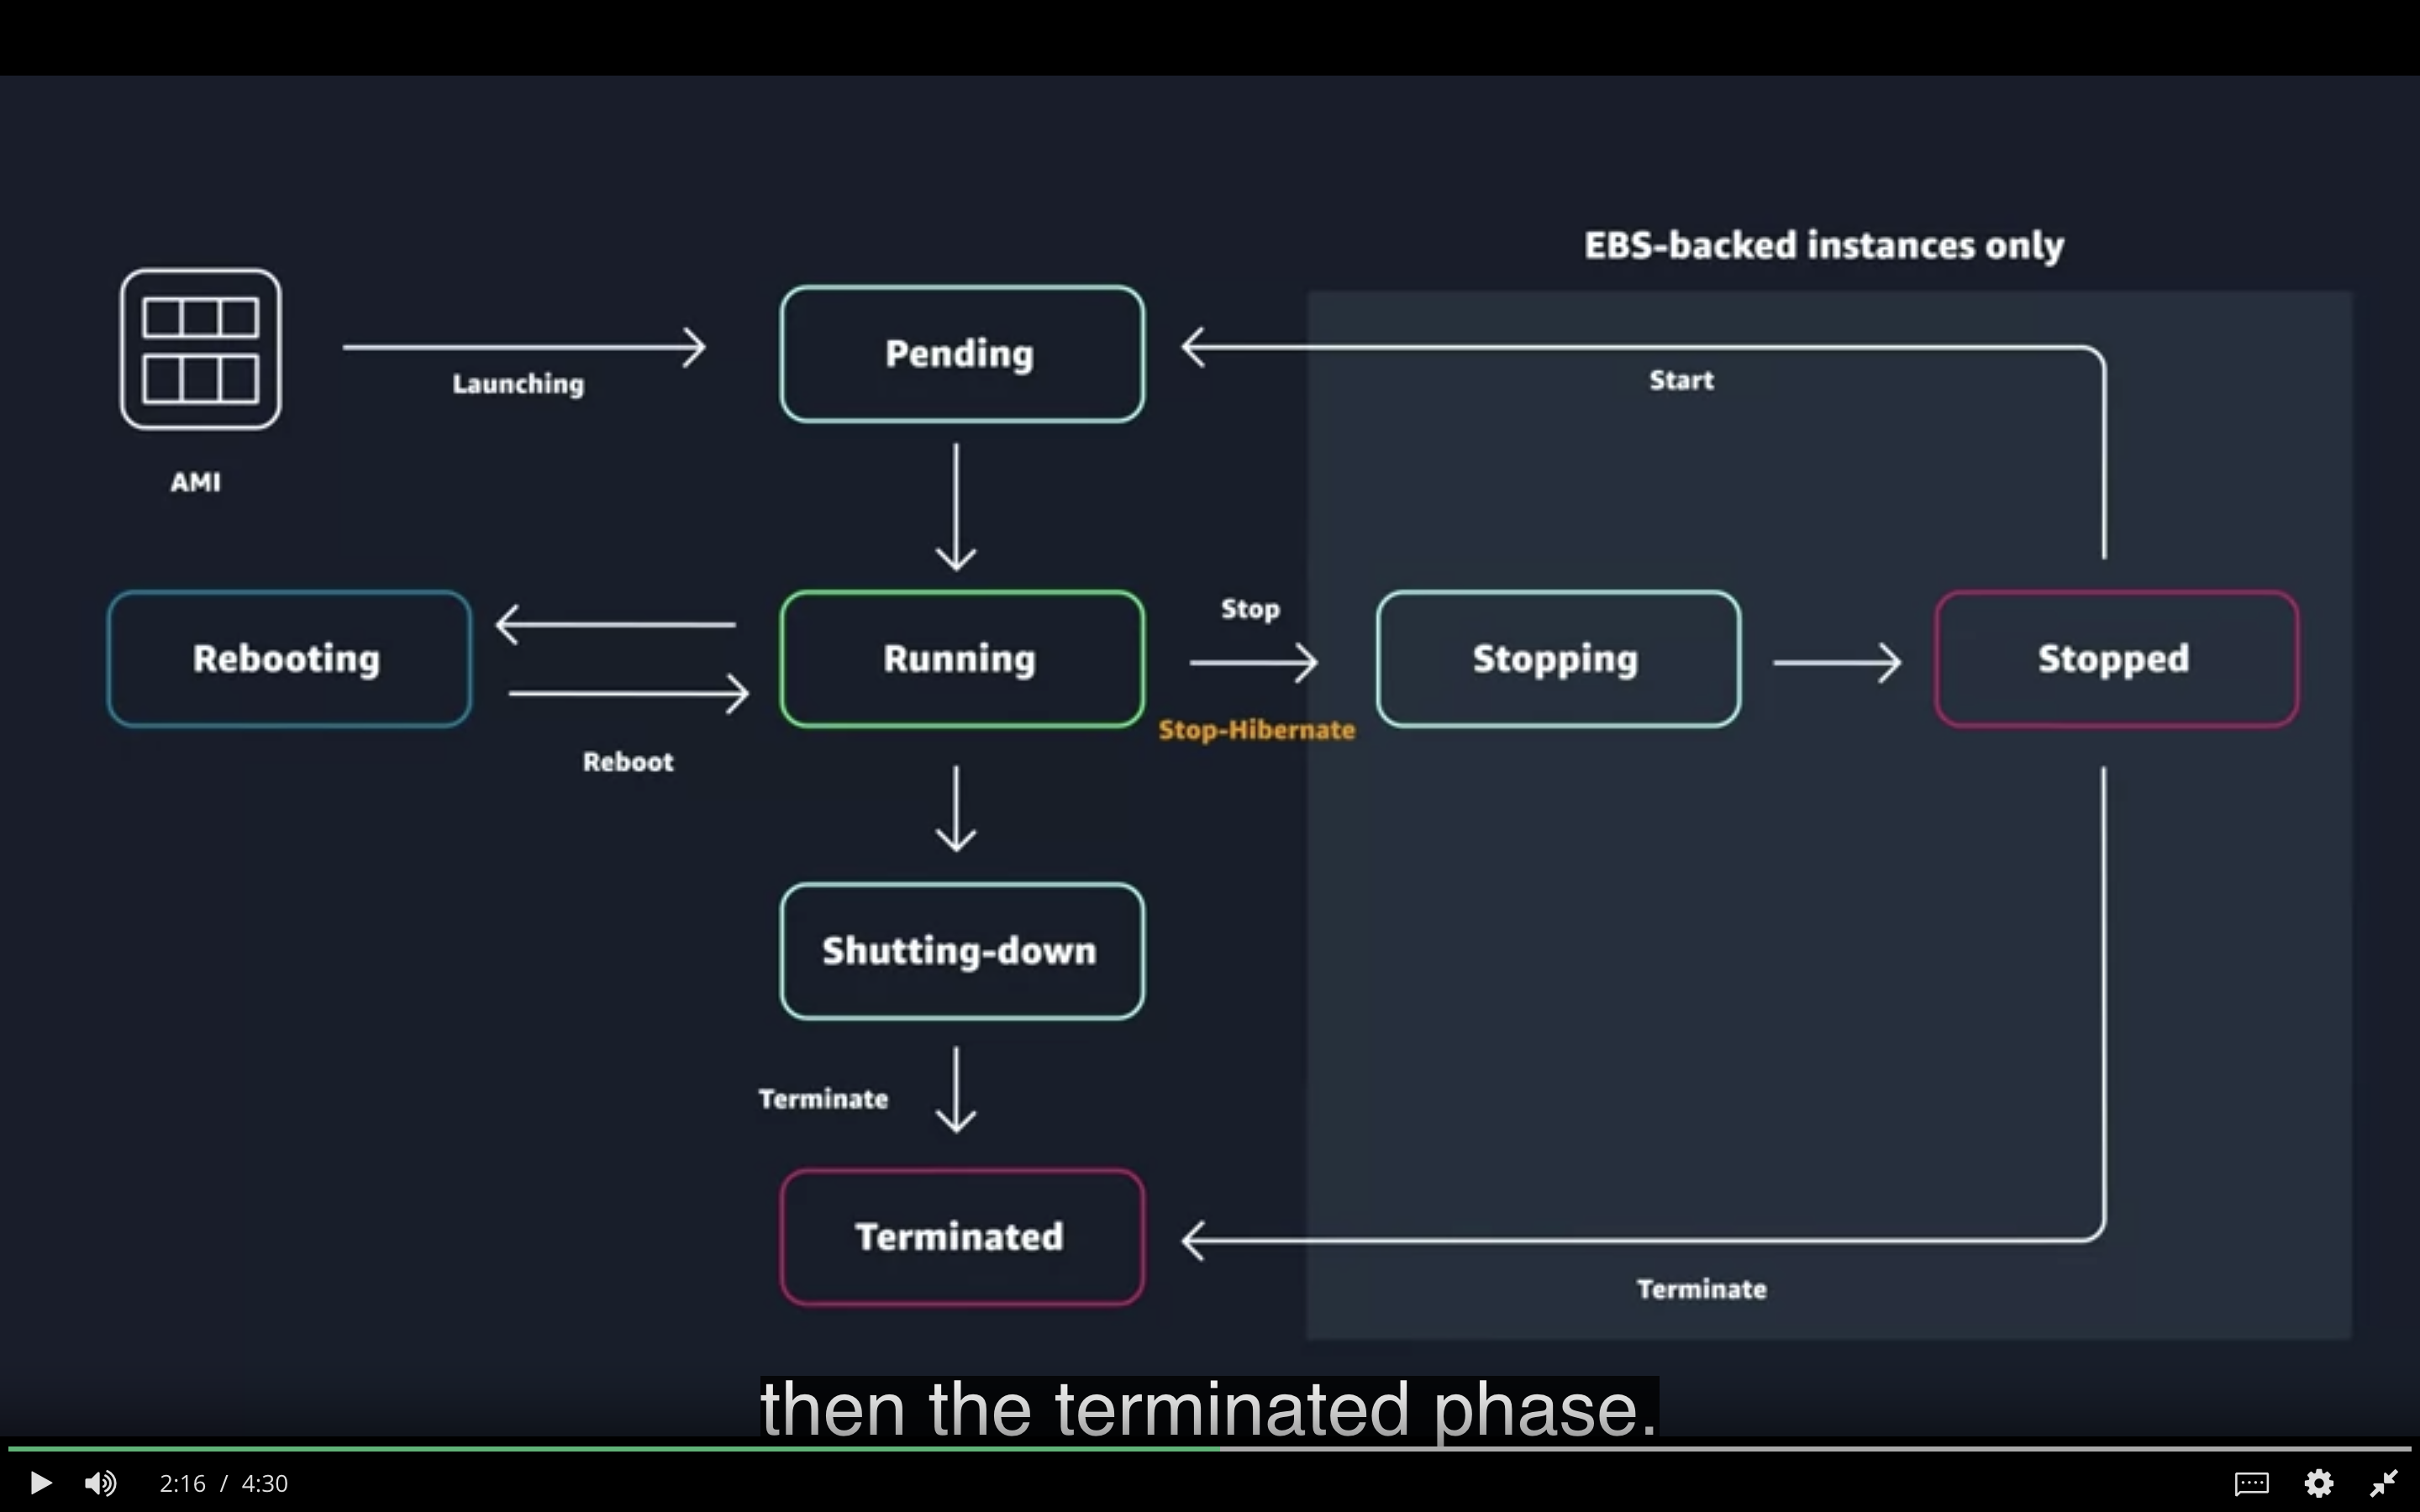 EBS-backed instances only
Pending
Launching
Start
AMI
Stop
Rebooting
Running
Stopping
Stopped
Stop-Hibernate
Reboot
Shutting-down
Terminate
Terminated
Terminate
then the terminated phase.
2:16 / 4:30